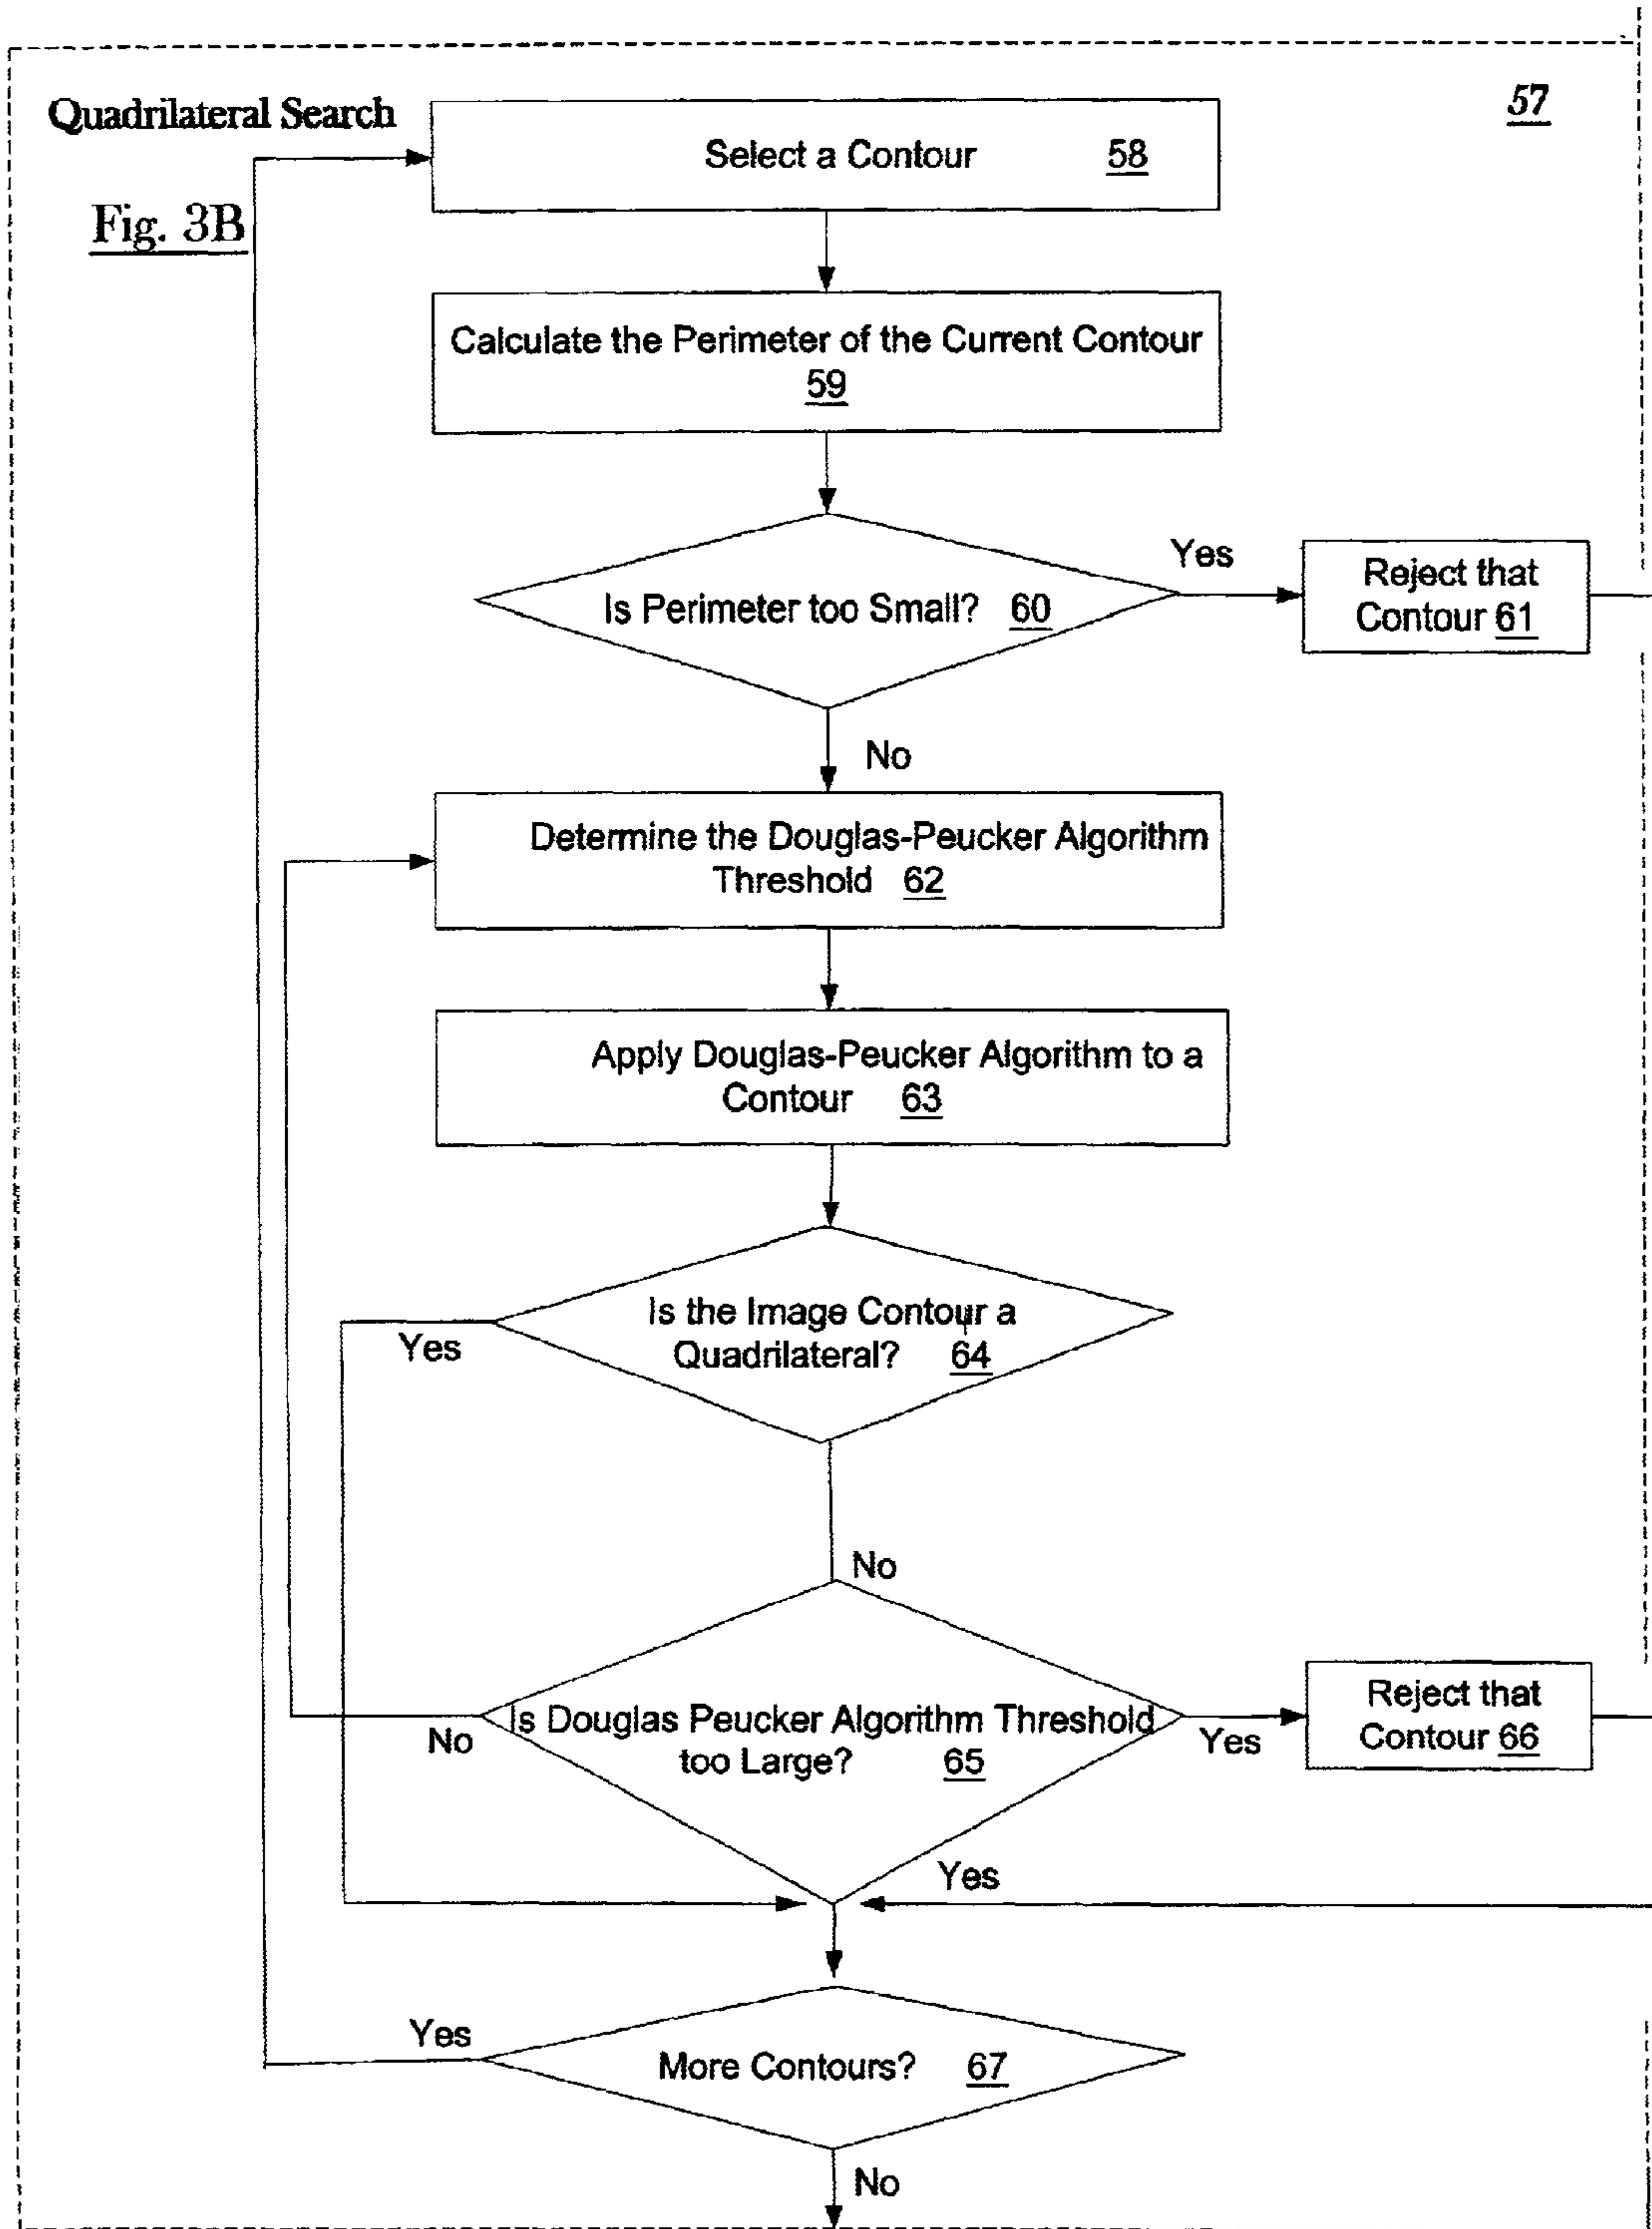 Quadrilateral Search
57
Select a Contour 58
Fig. 3B
Calculate the Perimeter of the Current Contour
59
Yes
Is Perimeter too Small? 60
Reject that
Contour 61
No
Determine the Douglas-Peucker Algorithm
Threshold 62
Apply Douglas-Peucker Algorithm to a
Contour 63
Is the Image Contour a
Quadrilateral? 64
Yes
No
Is Douglas Peucker Algorithm Threshold
too Large? 65
No
Yes
Reject that
Contour 66
Yes
Yes
More Contours? 67
No